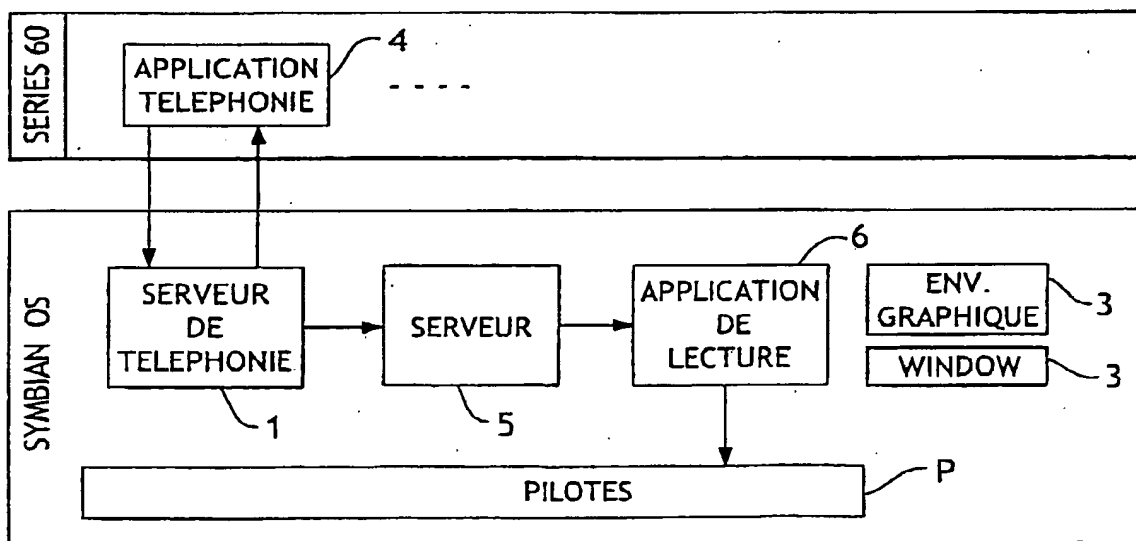 SERIES 60
APPLICATION
TELEPHONIE
4
- - - -
SYMBIAN OS
SERVEUR
DE
TELEPHONIE
1
SERVEUR
5
APPLICATION
DE
LECTURE
6
ENV.
GRAPHIQUE
3
WINDOW
3
PILOTES
P